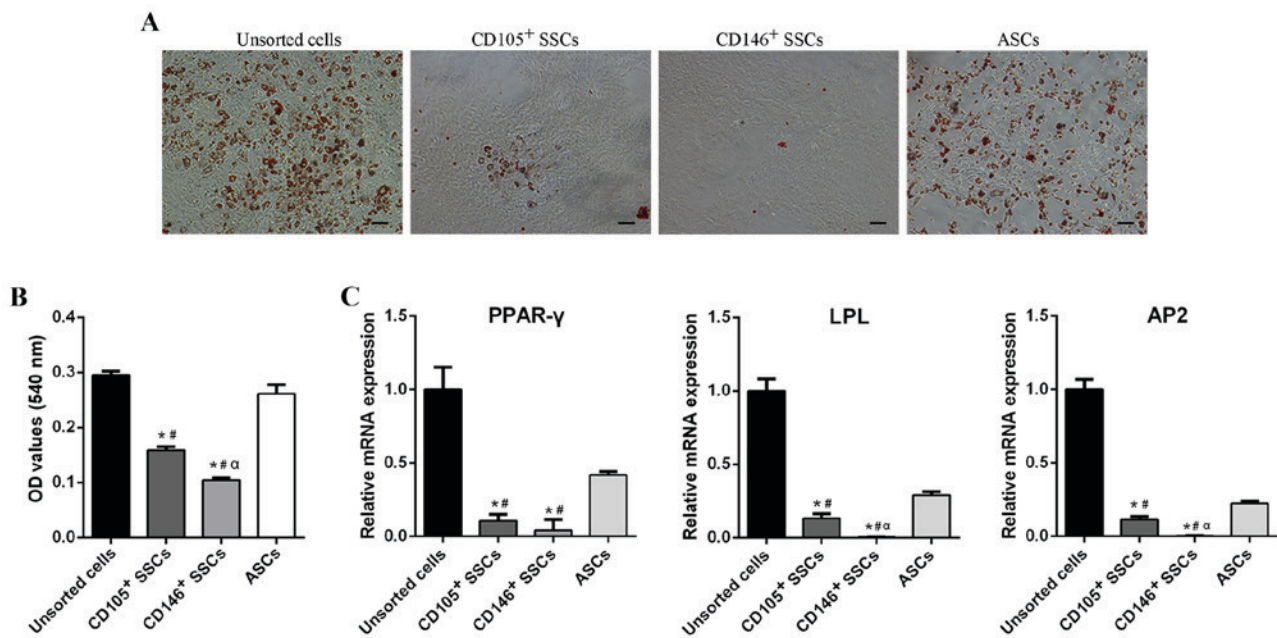 A
Unsorted cells
CD105+ SSCs
CD146+ SSCs
ASCs
B
OD values (540 nm)
0.4
0.3
0.2
0.1
0.0
* #
* # α
Unsorted cells
CD105+ SSCs
CD146+ SSCs
ASCs
C
PPAR-γ
Relative mRNA expression
1.5
1.0
0.5
0.0
* #
* #
Unsorted cells
CD105+ SSCs
CD146+ SSCs
ASCs
LPL
Relative mRNA expression
1.5
1.0
0.5
0.0
* #
* # α
Unsorted cells
CD105+ SSCs
CD146+ SSCs
ASCs
AP2
Relative mRNA expression
1.5
1.0
0.5
0.0
* #
* # α
Unsorted cells
CD105+ SSCs
CD146+ SSCs
ASCs